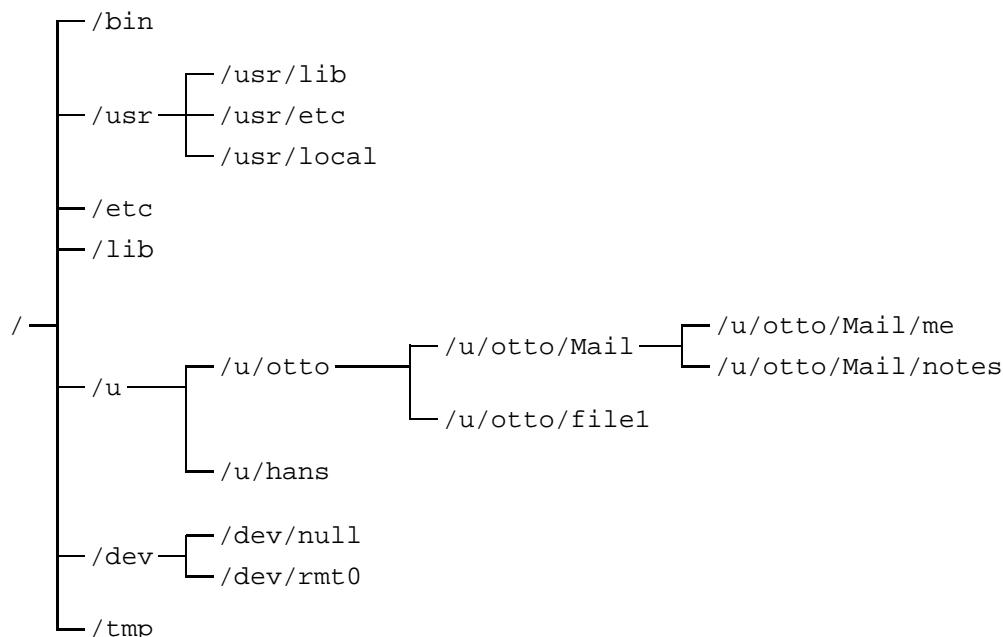 /bin
/usr/lib
/usr
/usr/etc
/usr/local
/etc
/lib
/
/u/otto/Mail/me
/u/otto/Mail
/u/otto
/u/otto/Mail/notes
/u
/u/otto/file1
/u/hans
/dev/null
/dev
/dev/rmt0
/tmp